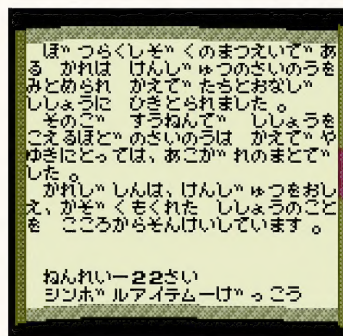 ぼつらくしぞくのまつえいであ
る かれは けんじゅつのさいのうを
みとめられ かえでたちとおなじ
ししょうに ひきとられました。
そのご すうねんで ししょうを
こえるほどのさいのうは かえでや
ゆきにとっては、あこがれのまとで
した。
かれじしんは、けんじゅつをおし
え、かぞくもくれた ししょうのこと
を こころからそんけいしています。
ねんれいー22さい
シンボルアイテムーげっこう